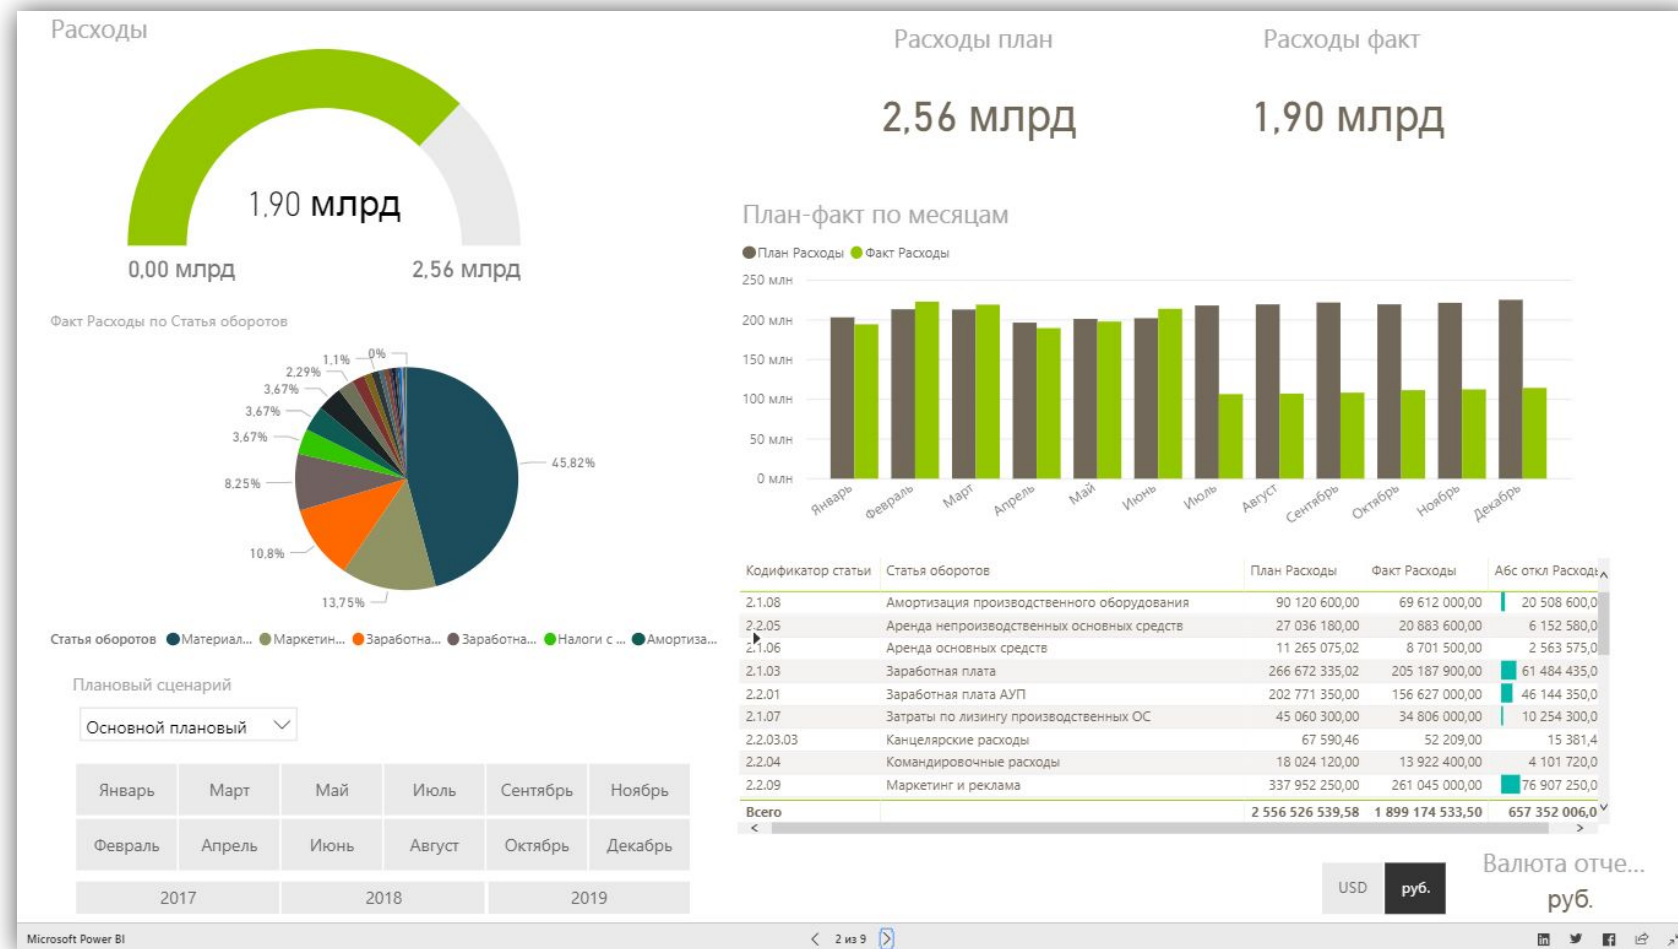 Расходы
1,90 млрд
0,00 млрд 2,56 млрд
Расходы план
2,56 млрд
Расходы факт
1,90 млрд
Факт Расходы по Статья оборотов
0%
1,1%
2,29%
3,67%
3,67%
3,67%
8,25%
10,8%
13,75%
45,82%
Статья оборотов Материал... Маркетин... Заработна... Заработна... Налоги с ... Амортиза...
План-факт по месяцам
План Расходы Факт Расходы
250 млн
200 млн
150 млн
100 млн
50 млн
0 млн
Январь Февраль Март Апрель Май Июнь Июль Август Сентябрь Октябрь Ноябрь Декабрь
Кодификатор статьи Статья оборотов План Расходы Факт Расходы Абс откл Расходы
2.1.08 Амортизация производственного оборудования 90 120 600,00 69 612 000,00 20 508 600,0
2.2.05 Аренда непроизводственных основных средств 27 036 180,00 20 883 600,00 6 152 580,0
2.1.06 Аренда основных средств 11 265 075,02 8 701 500,00 2 563 575,0
2.1.03 Заработная плата 266 672 335,02 205 187 900,00 61 484 435,0
2.2.01 Заработная плата АУП 202 771 350,00 156 627 000,00 46 144 350,0
2.1.07 Затраты по лизингу производственных ОС 45 060 300,00 34 806 000,00 10 254 300,0
2.2.03.03 Канцелярские расходы 67 590,46 52 209,00 15 381,4
2.2.04 Командировочные расходы 18 024 120,00 13 922 400,00 4 101 720,0
2.2.09 Маркетинг и реклама 337 952 250,00 261 045 000,00 76 907 250,0
Всего 2 556 526 539,58 1 899 174 533,50 657 352 006,0
Плановый сценарий
Основной плановый
Январь Март Май Июль Сентябрь Ноябрь
Февраль Апрель Июнь Август Октябрь Декабрь
2017 2018 2019
USD руб.
Валюта отче...
руб.
Microsoft Power BI
2 из 9